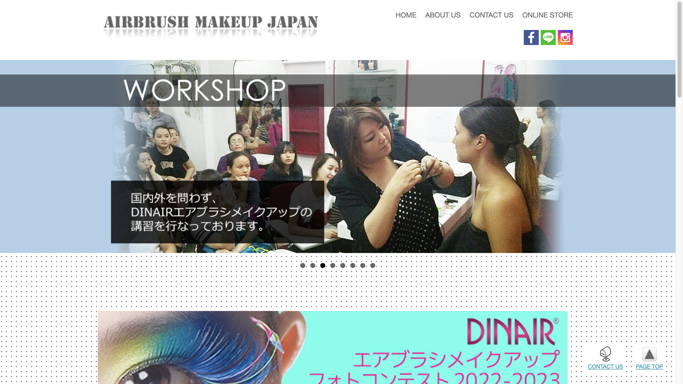 AIRBRUSH MAKEUP JAPAN
HOME ABOUT US CONTACT US ONLINE STORE
f LINE
WORKSHOP
国内外を問わず、
DINAIRエアブラシメイクアップの
講習を行なっております。
DINAIR®
エアブラシメイクアップ
フォトコンテスト2022-2023
CONTACT US PAGE TOP